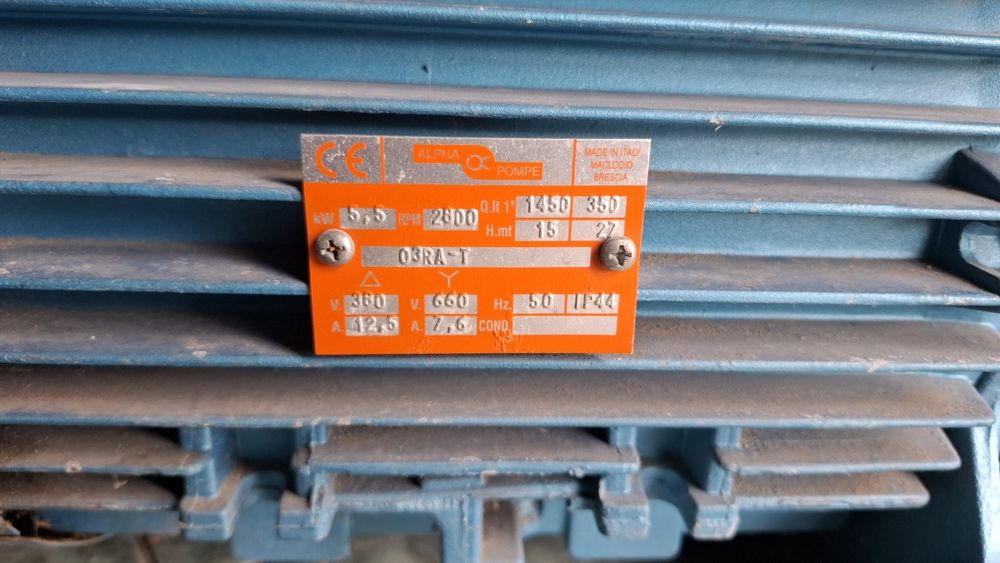 CE ALPHA α POMPE MADE IN ITALY
MACLODIO
BRESCIA
kW 5,5 RPM 2800 Q.lt 1' 1450 350
H.mt 15 27
03RA-T
△ Y
V. 380 V. 660 Hz. 50 IP44
A. 12,5 A. 7,6 COND.